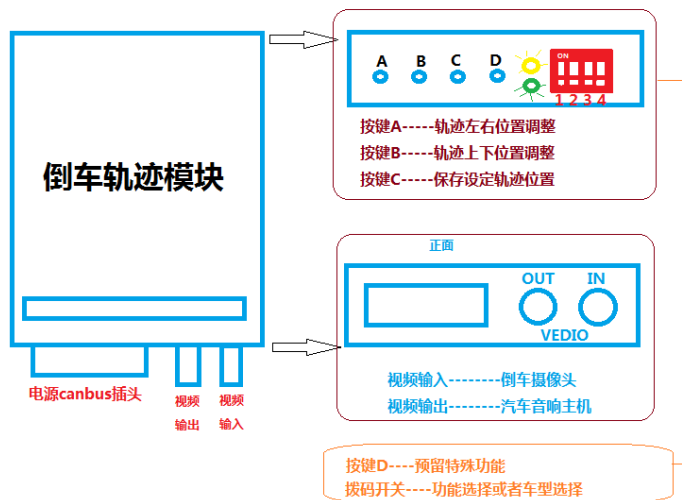 倒车轨迹模块
电源canbus插头
视频
输出
视频
输入
A B C D
ON
1 2 3 4
按键A-----轨迹左右位置调整
按键B-----轨迹上下位置调整
按键C-----保存设定轨迹位置
正面
OUT IN
VEDIO
视频输入--------倒车摄像头
视频输出--------汽车音响主机
按键D----预留特殊功能
拨码开关----功能选择或者车型选择